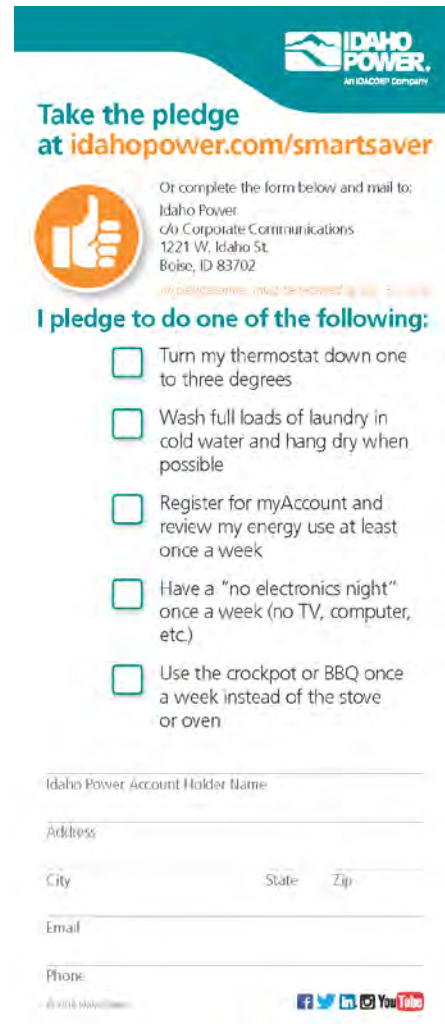 IDAHO
POWER.
An IDACORP Company
Take the pledge
at idahopower.com/smartsaver
Or complete the form below and mail to:
Idaho Power
c/o Corporate Communications
1221 W. Idaho St.
Boise, ID 83702
I pledge to do one of the following:
Turn my thermostat down one
to three degrees
Wash full loads of laundry in
cold water and hang dry when
possible
Register for myAccount and
review my energy use at least
once a week
Have a "no electronics night"
once a week (no TV, computer,
etc.)
Use the crockpot or BBQ once
a week instead of the stove
or oven
Idaho Power Account Holder Name
Address
City State Zip
Email
Phone
Idaho Power
f in You Tube